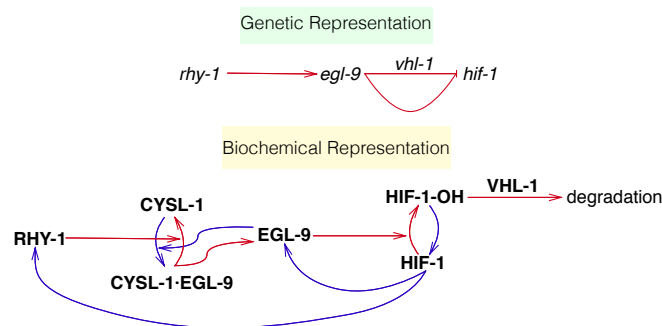 Genetic Representation
vhl-1
rhy-1 egl-9 hif-1
Biochemical Representation
HIF-1-OH VHL-1 degradation
CYSL-1
RHY-1 EGL-9
HIF-1
CYSL-1·EGL-9